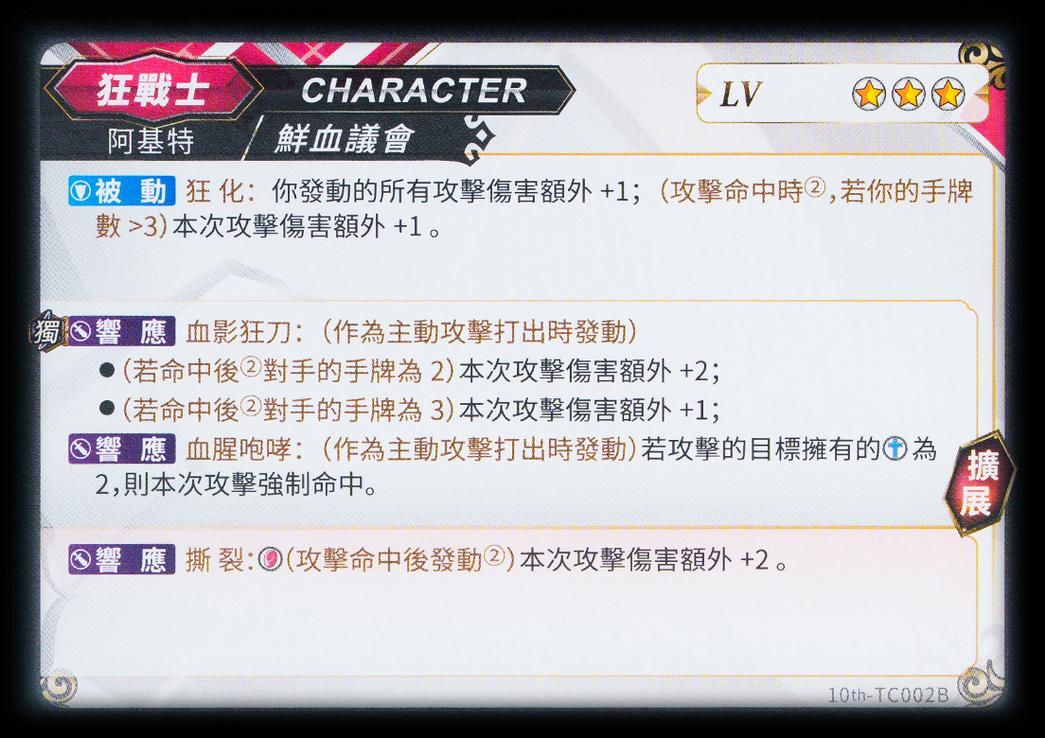 狂戰士 CHARACTER LV
阿基特 / 鮮血議會
被動 狂化：你發動的所有攻擊傷害額外 +1；（攻擊命中時②，若你的手牌
數 >3）本次攻擊傷害額外 +1 。
獨 響應 血影狂刀：（作為主動攻擊打出時發動）
●（若命中後②對手的手牌為 2）本次攻擊傷害額外 +2；
●（若命中後②對手的手牌為 3）本次攻擊傷害額外 +1；
響應 血腥咆哮：（作為主動攻擊打出時發動）若攻擊的目標擁有的為
2，則本次攻擊強制命中。
擴
展
響應 撕裂：（攻擊命中後發動②）本次攻擊傷害額外 +2 。
10th-TC002B